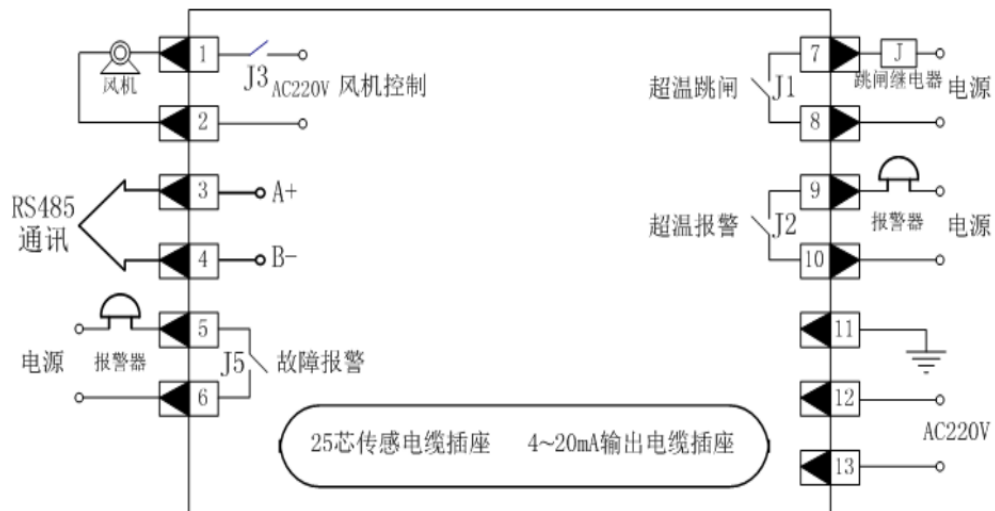 1
J3 AC220V 风机控制
风机
2
RS485
通讯
3
A+
4
B-
5
电源
报警器
J5
故障报警
6
7
J
跳闸继电器
电源
超温跳闸
J1
8
9
报警器
电源
超温报警
J2
10
11
12
AC220V
13
25芯传感电缆插座 4~20mA输出电缆插座